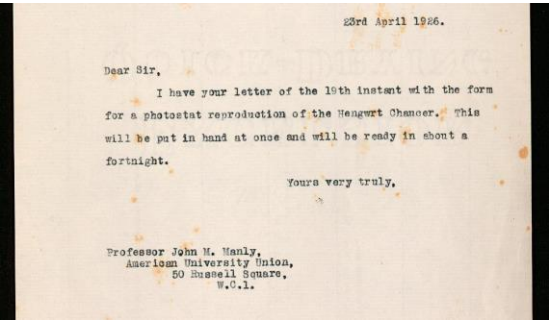 23rd April 1926.
Dear Sir,
I have your letter of the 19th instant with the form
for a photostat reproduction of the Hengwrt Chaucer. This
will be put in hand at once and will be ready in about a
fortnight.
Yours very truly,
Professor John M. Manly,
American University Union,
50 Russell Square,
W.C.1.